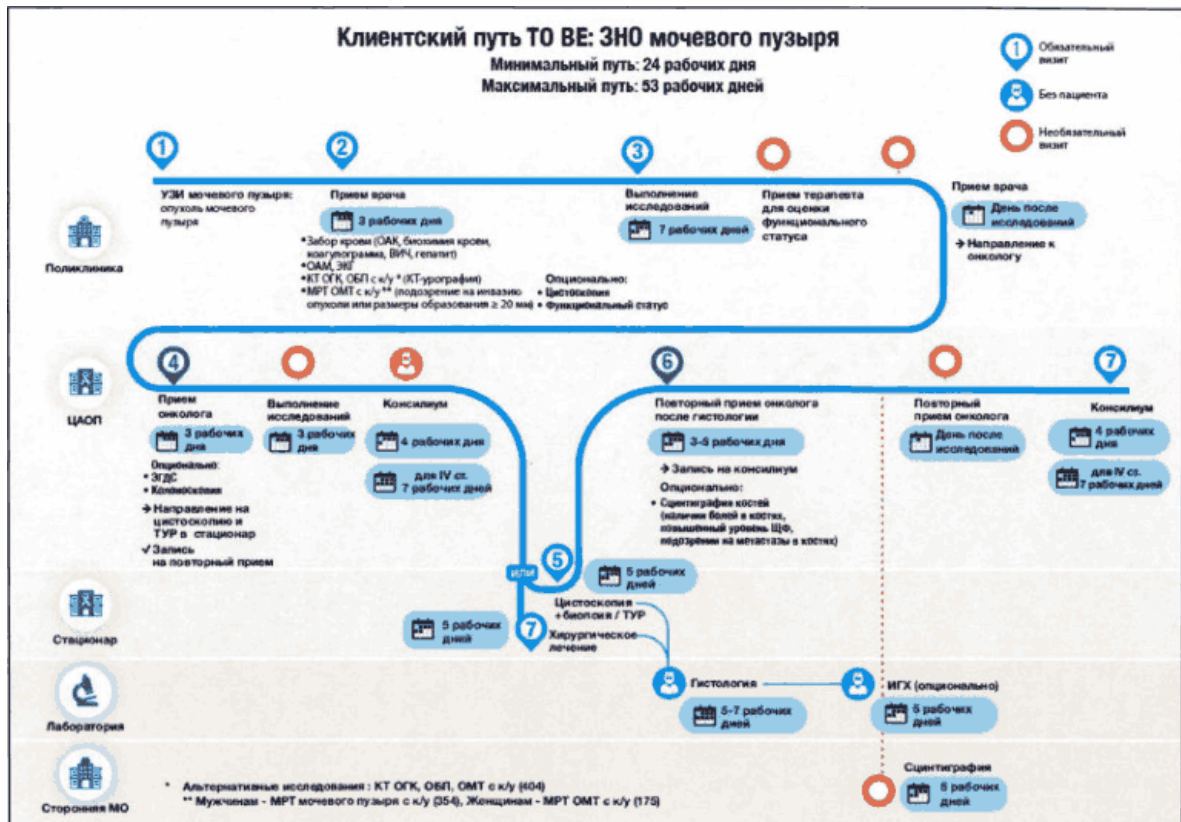 Клиентский путь TO BE: ЗНО мочевого пузыря
Минимальный путь: 24 рабочих дня
Максимальный путь: 53 рабочих дней
1
Обязательный
визит
Без пациента
Необязательный
визит
1
2
3
УЗИ мочевого пузыря:
опухоль мочевого
пузыря
Прием врача
3 рабочих дня
*Забор крови (ОАК, биохимия крови,
коагулограмма, ВИЧ, гепатит)
•ОАМ, ЭКГ
•КТ ОГК, ОБП с к/у * (КТ-урография)
•МРТ ОМТ с к/у ** (подозрение на инвазию
опухоли или размеры образования ≥ 20 мм)
Выполнение
исследований
7 рабочих дней
Опционально:
• Цистоскопия
• Функциональный статус
Прием терапевта
для оценки
функционального
статуса
Прием врача
День после
исследований
→ Направление к
онкологу
Поликлиника
4
6
7
ЦАОП
Прием
онколога
3 рабочих
дня
Опционально:
• ЭГДС
• Колоноскопия
→ Направление на
цистоскопию и
ТУР в стационар
✓ Запись
на повторный прием
Выполнение
исследований
3 рабочих
дня
Консилиум
4 рабочих дня
для IV ст.
7 рабочих дней
Повторный прием онколога
после гистологии
рабочих дня
→ Запись на консилиум
Опционально:
• Сцинтиграфия костей
(наличии болей в костях,
повышенный уровень ЩФ,
подозрении на метастазы в костях)
Повторный
прием онколога
День после
исследований
Консилиум
4 рабочих
дня
для IV ст.
7 рабочих дней
или
5
5 рабочих
дней
Цистоскопия
+биопсия / ТУР
5 рабочих
дней
7
Хирургическое
лечение
Стационар
Гистология
5-7 рабочих
дней
ИГХ (опционально)
рабочих
дней
Лаборатория
Сцинтиграфия
рабочих
дней
Сторонняя МО
* Альтернативные исследования : КТ ОГК, ОБП, ОМТ с к/у (404)
** Мужчинам - МРТ мочевого пузыря с к/у (354), Женщинам - МРТ ОМТ с к/у (175)